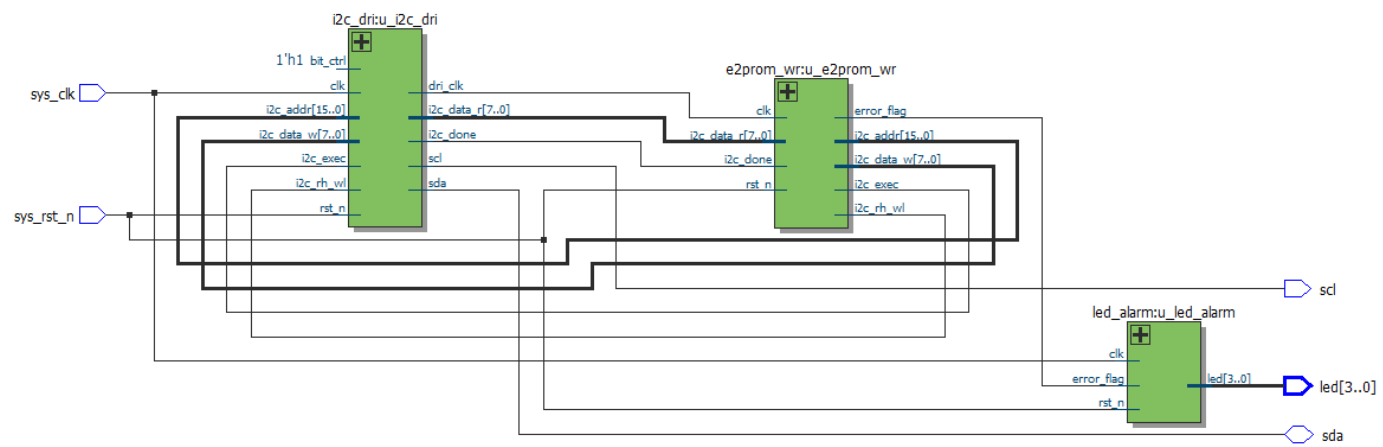 i2c_dri:u_i2c_dri
1'h1 bit_ctrl
sys_clk
clk
dri_clk
i2c_addr[15..0]
i2c_data_r[7..0]
i2c_data_w[7..0]
i2c_done
i2c_exec
scl
i2c_rh_wl
sda
sys_rst_n
rst_n
e2prom_wr:u_e2prom_wr
clk
error_flag
i2c_data_r[7..0]
i2c_addr[15..0]
i2c_done
i2c_data_w[7..0]
rst_n
i2c_exec
i2c_rh_wl
scl
led_alarm:u_led_alarm
clk
error_flag
led[3..0]
led[3..0]
rst_n
sda